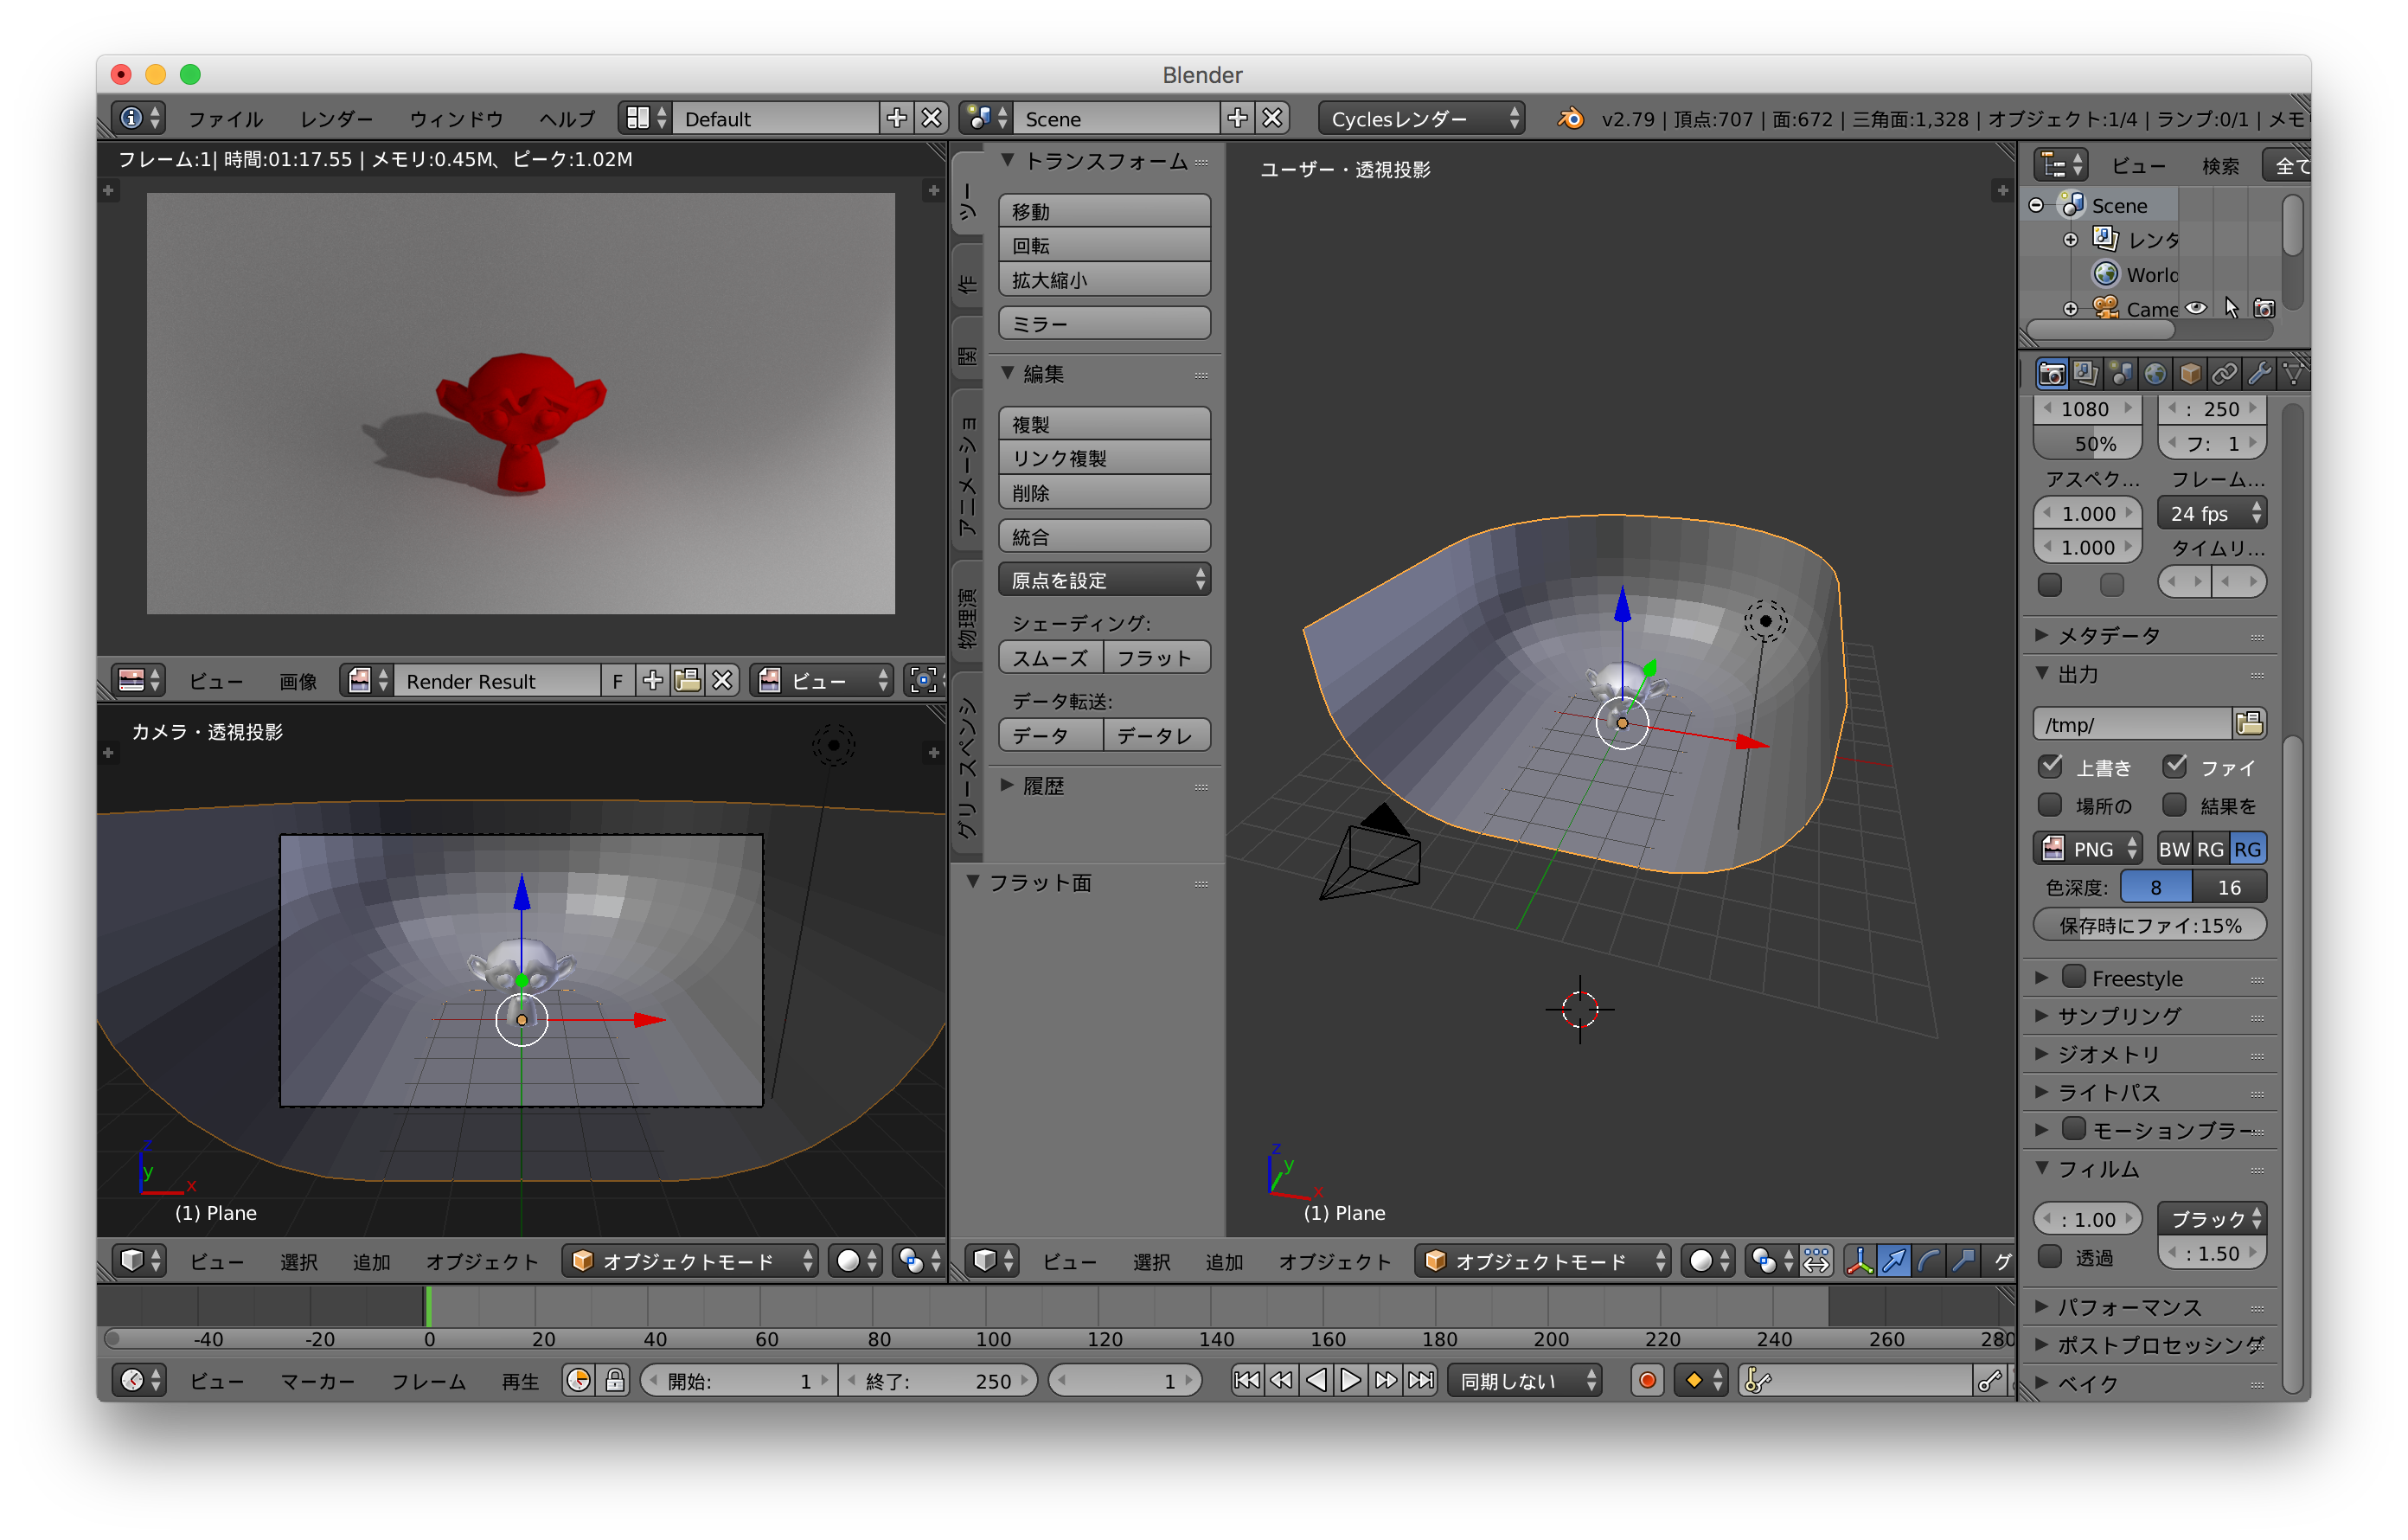 Blender
ファイル レンダー ウィンドウ ヘルプ Default Scene Cyclesレンダー v2.79 | 頂点:707 | 面:672 | 三角面:1,328 | オブジェクト:1/4 | ランプ:0/1 | メモ
フレーム:1| 時間:01:17.55 | メモリ:0.45M、ピーク:1.02M
ビュー 画像 Render Result F ビュー
カメラ・透視投影
z
y
x
(1) Plane
ビュー 選択 追加 オブジェクト オブジェクトモード
ツー
作
関
アニメーショ
物理演
グリースペンシ
トランスフォーム
移動
回転
拡大縮小
ミラー
編集
複製
リンク複製
削除
統合
原点を設定
シェーディング:
スムーズ フラット
データ転送:
データ データレ
履歴
フラット面
ユーザー・透視投影
z
y
x
(1) Plane
ビュー 選択 追加 オブジェクト オブジェクトモード グ
ビュー 検索 全て
Scene
レンダ
World
Came
1080 : 250
50% フ: 1
アスペク... フレーム...
1.000 24 fps
1.000 タイムリ...
メタデータ
出力
/tmp/
上書き ファイ
場所の 結果を
PNG BW RG RG
色深度: 8 16
保存時にファイ:15%
Freestyle
サンプリング
ジオメトリ
ライトパス
モーションブラー
フィルム
: 1.00 ブラック
透過 : 1.50
パフォーマンス
ポストプロセッシング
ベイク
-40 -20 0 20 40 60 80 100 120 140 160 180 200 220 240 260 280
ビュー マーカー フレーム 再生 開始: 1 終了: 250 1 同期しない